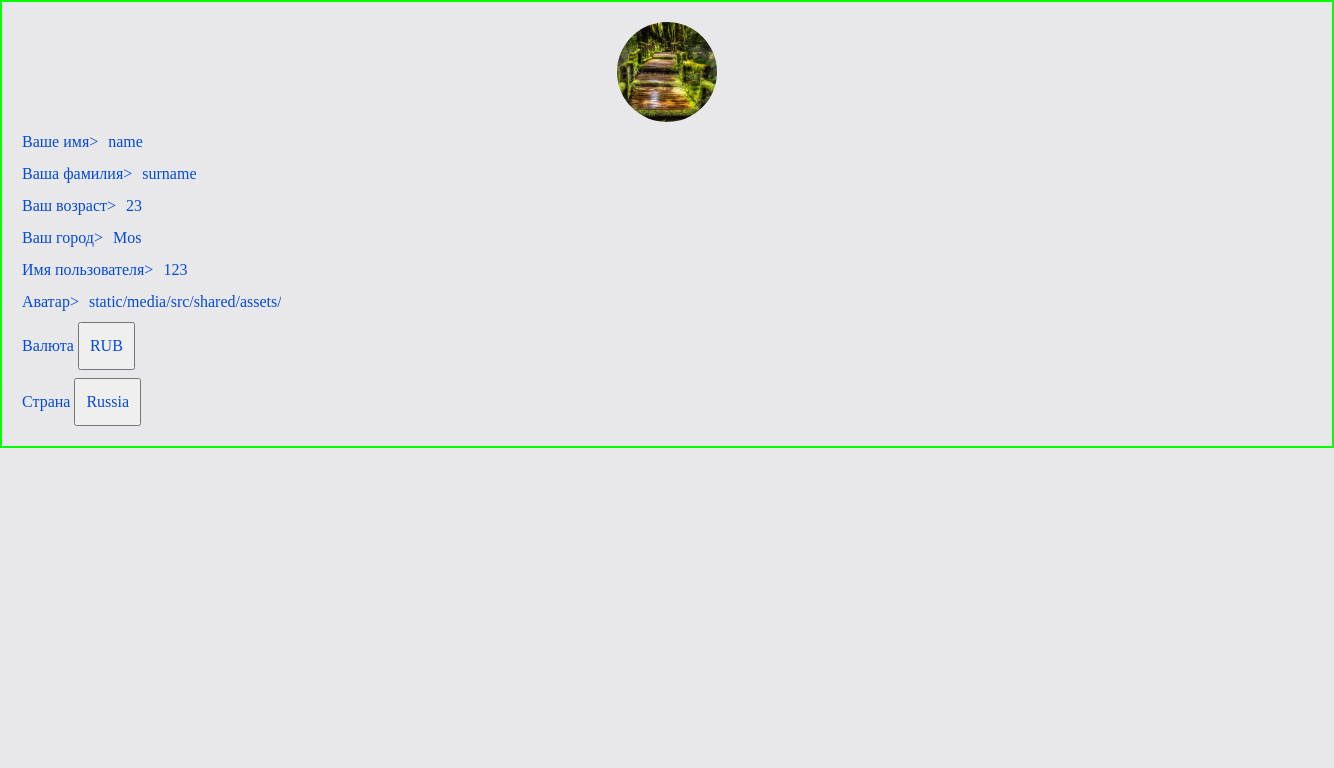 Ваше имя> name
Ваша фамилия> surname
Ваш возраст> 23
Ваш город> Mos
Имя пользователя> 123
Аватар> static/media/src/shared/assets/
Валюта RUB
Страна Russia